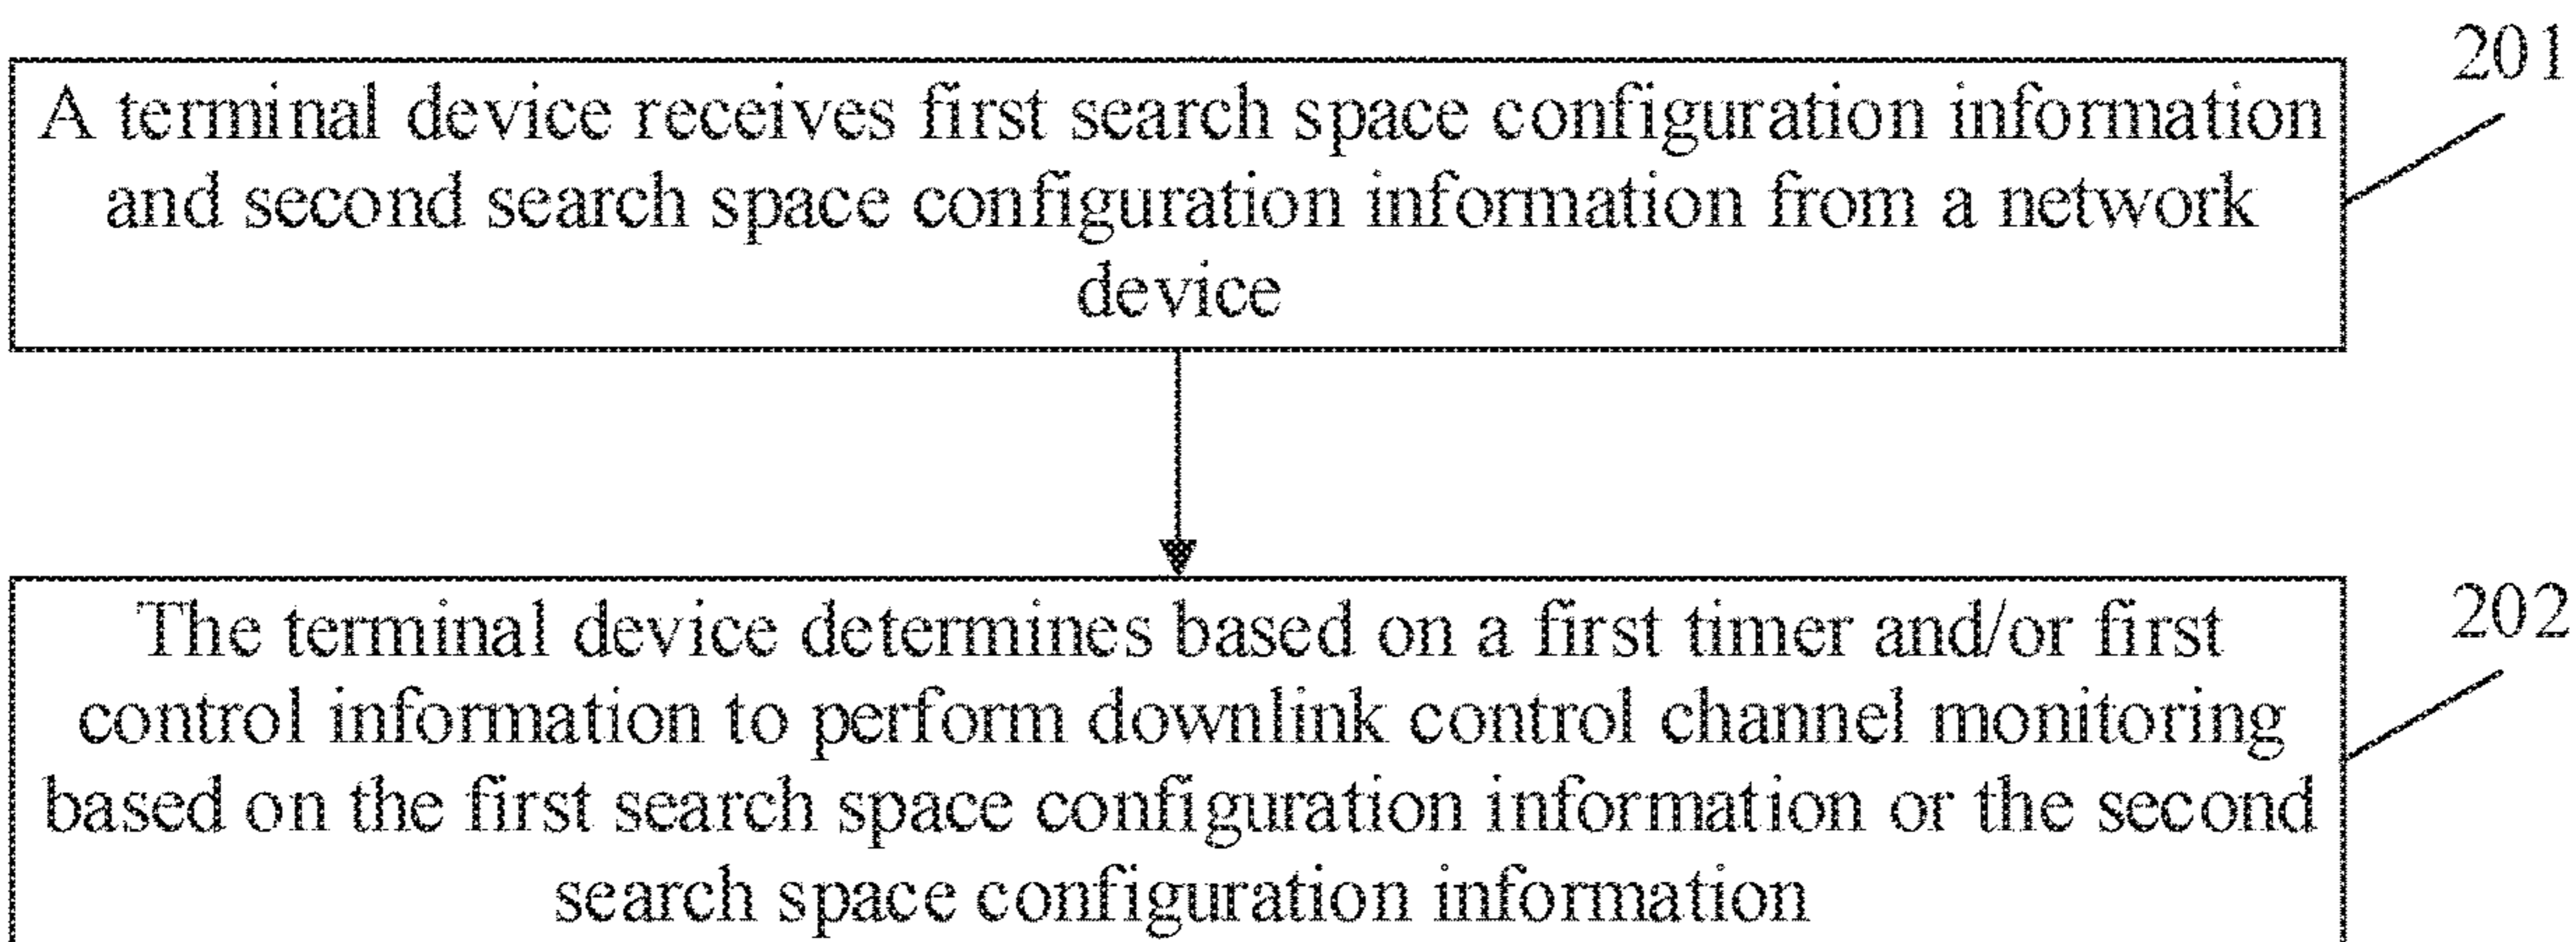 201
A terminal device receives first search space configuration information
and second search space configuration information from a network
device
202
The terminal device determines based on a first timer and/or first
control information to perform downlink control channel monitoring
based on the first search space configuration information or the second
search space configuration information